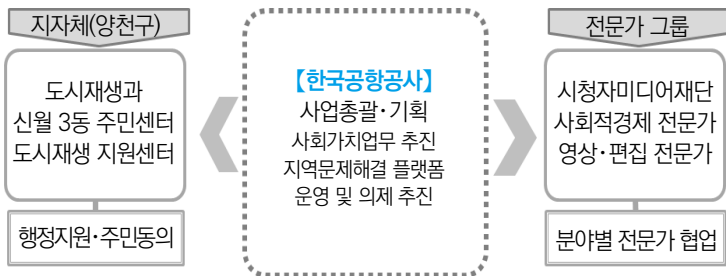 지자체(양천구)
도시재생과
신월 3동 주민센터
도시재생 지원센터
행정지원·주민동의
【한국공항공사】
사업총괄·기획
사회가치업무 추진
지역문제해결 플랫폼
운영 및 의제 추진
전문가 그룹
시청자미디어재단
사회적경제 전문가
영상·편집 전문가
분야별 전문가 협업